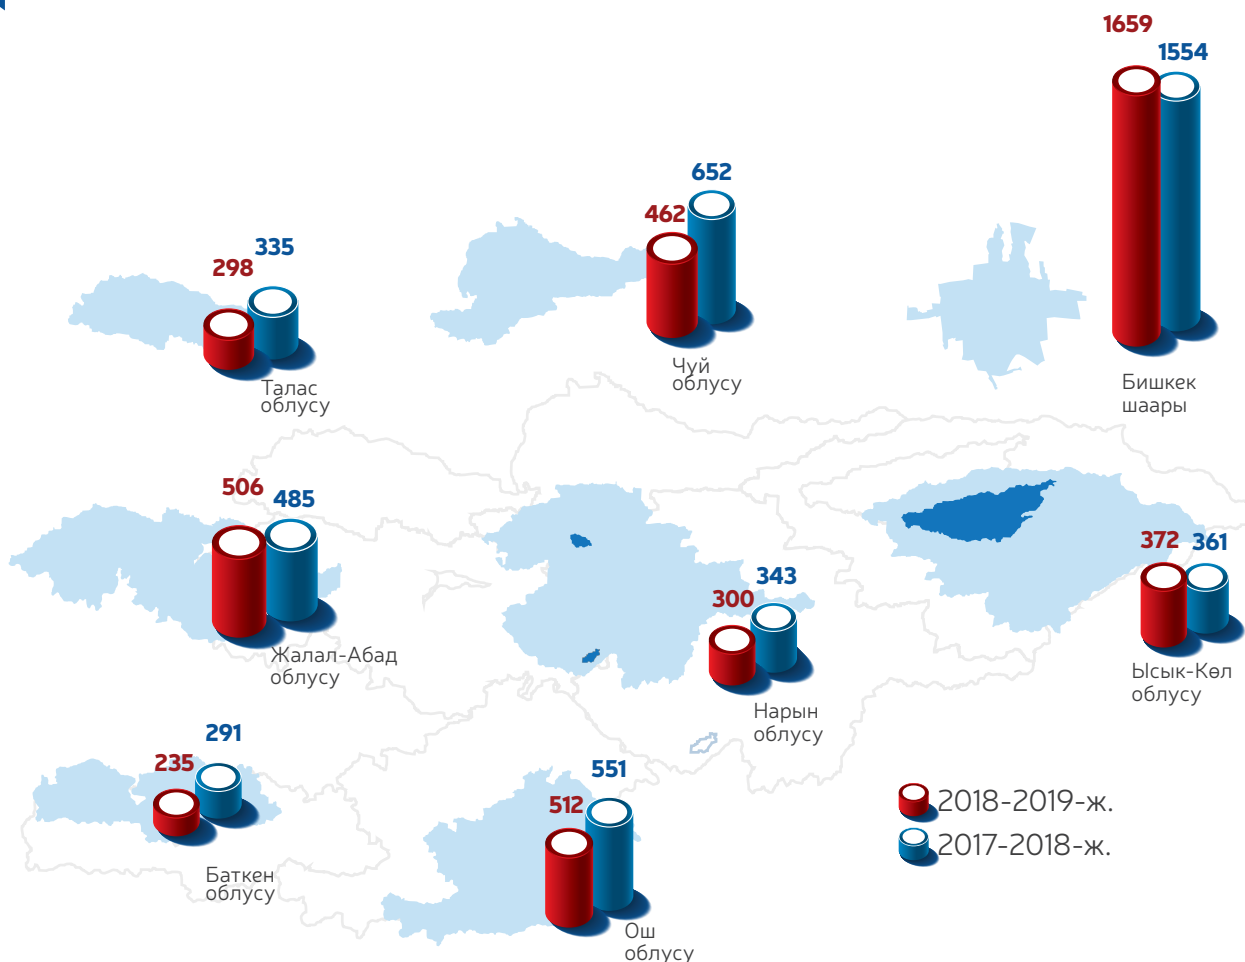 1659
1554
652
462
335
298
Талас
облусу
Чуй
облусу
Бишкек
шаары
506
485
372
361
343
300
Жалал-Абад
облусу
Ысык-Көл
облусу
Нарын
облусу
291
235
551
512
2018-2019-ж.
2017-2018-ж.
Баткен
облусу
Ош
облусу